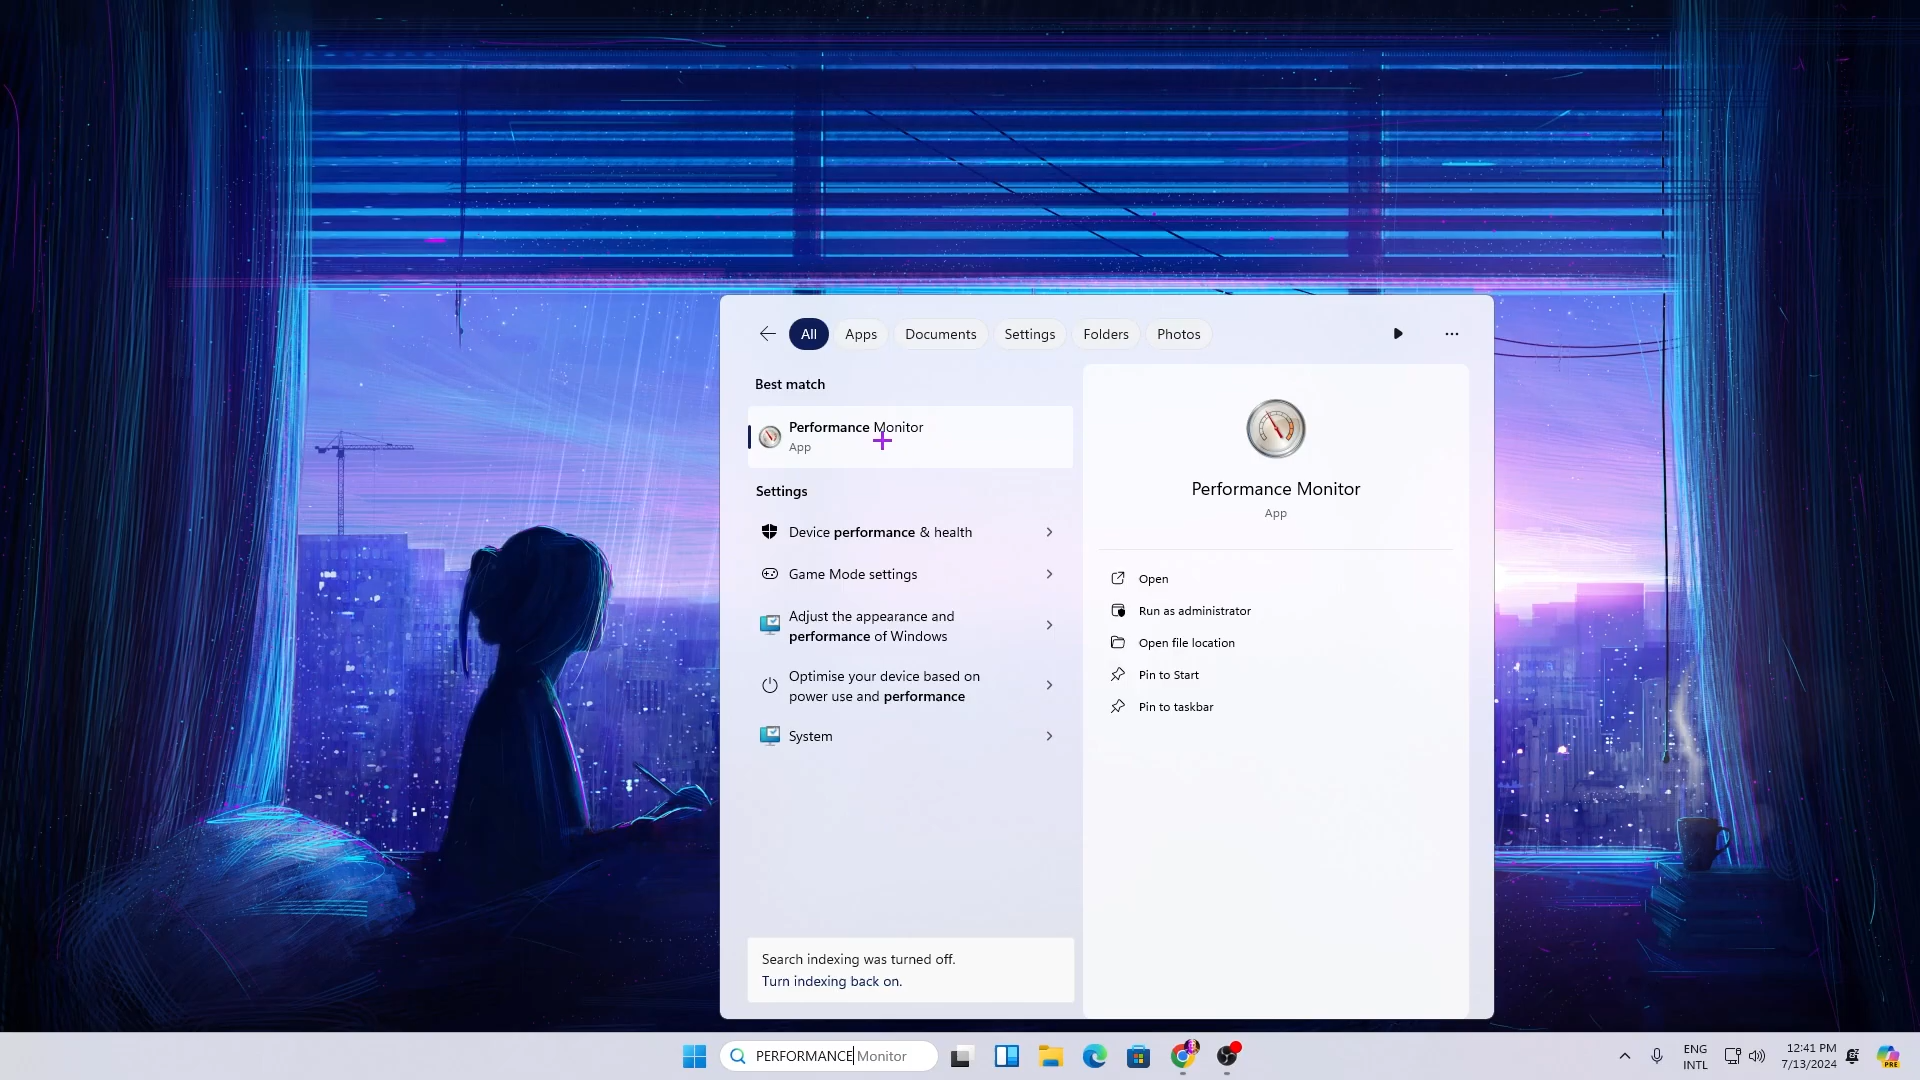 All
Apps
Documents
Settings
Folders
Photos
Best match
Performance Monitor
App
Settings
Device performance & health
Game Mode settings
Adjust the appearance and
performance of Windows
Optimise your device based on
power use and performance
System
Search indexing was turned off.
Turn indexing back on.
Performance Monitor
App
Open
Run as administrator
Open file location
Pin to Start
Pin to taskbar
PERFORMANCE Monitor
ENG
INTL
12:41 PM
7/13/2024
PRE